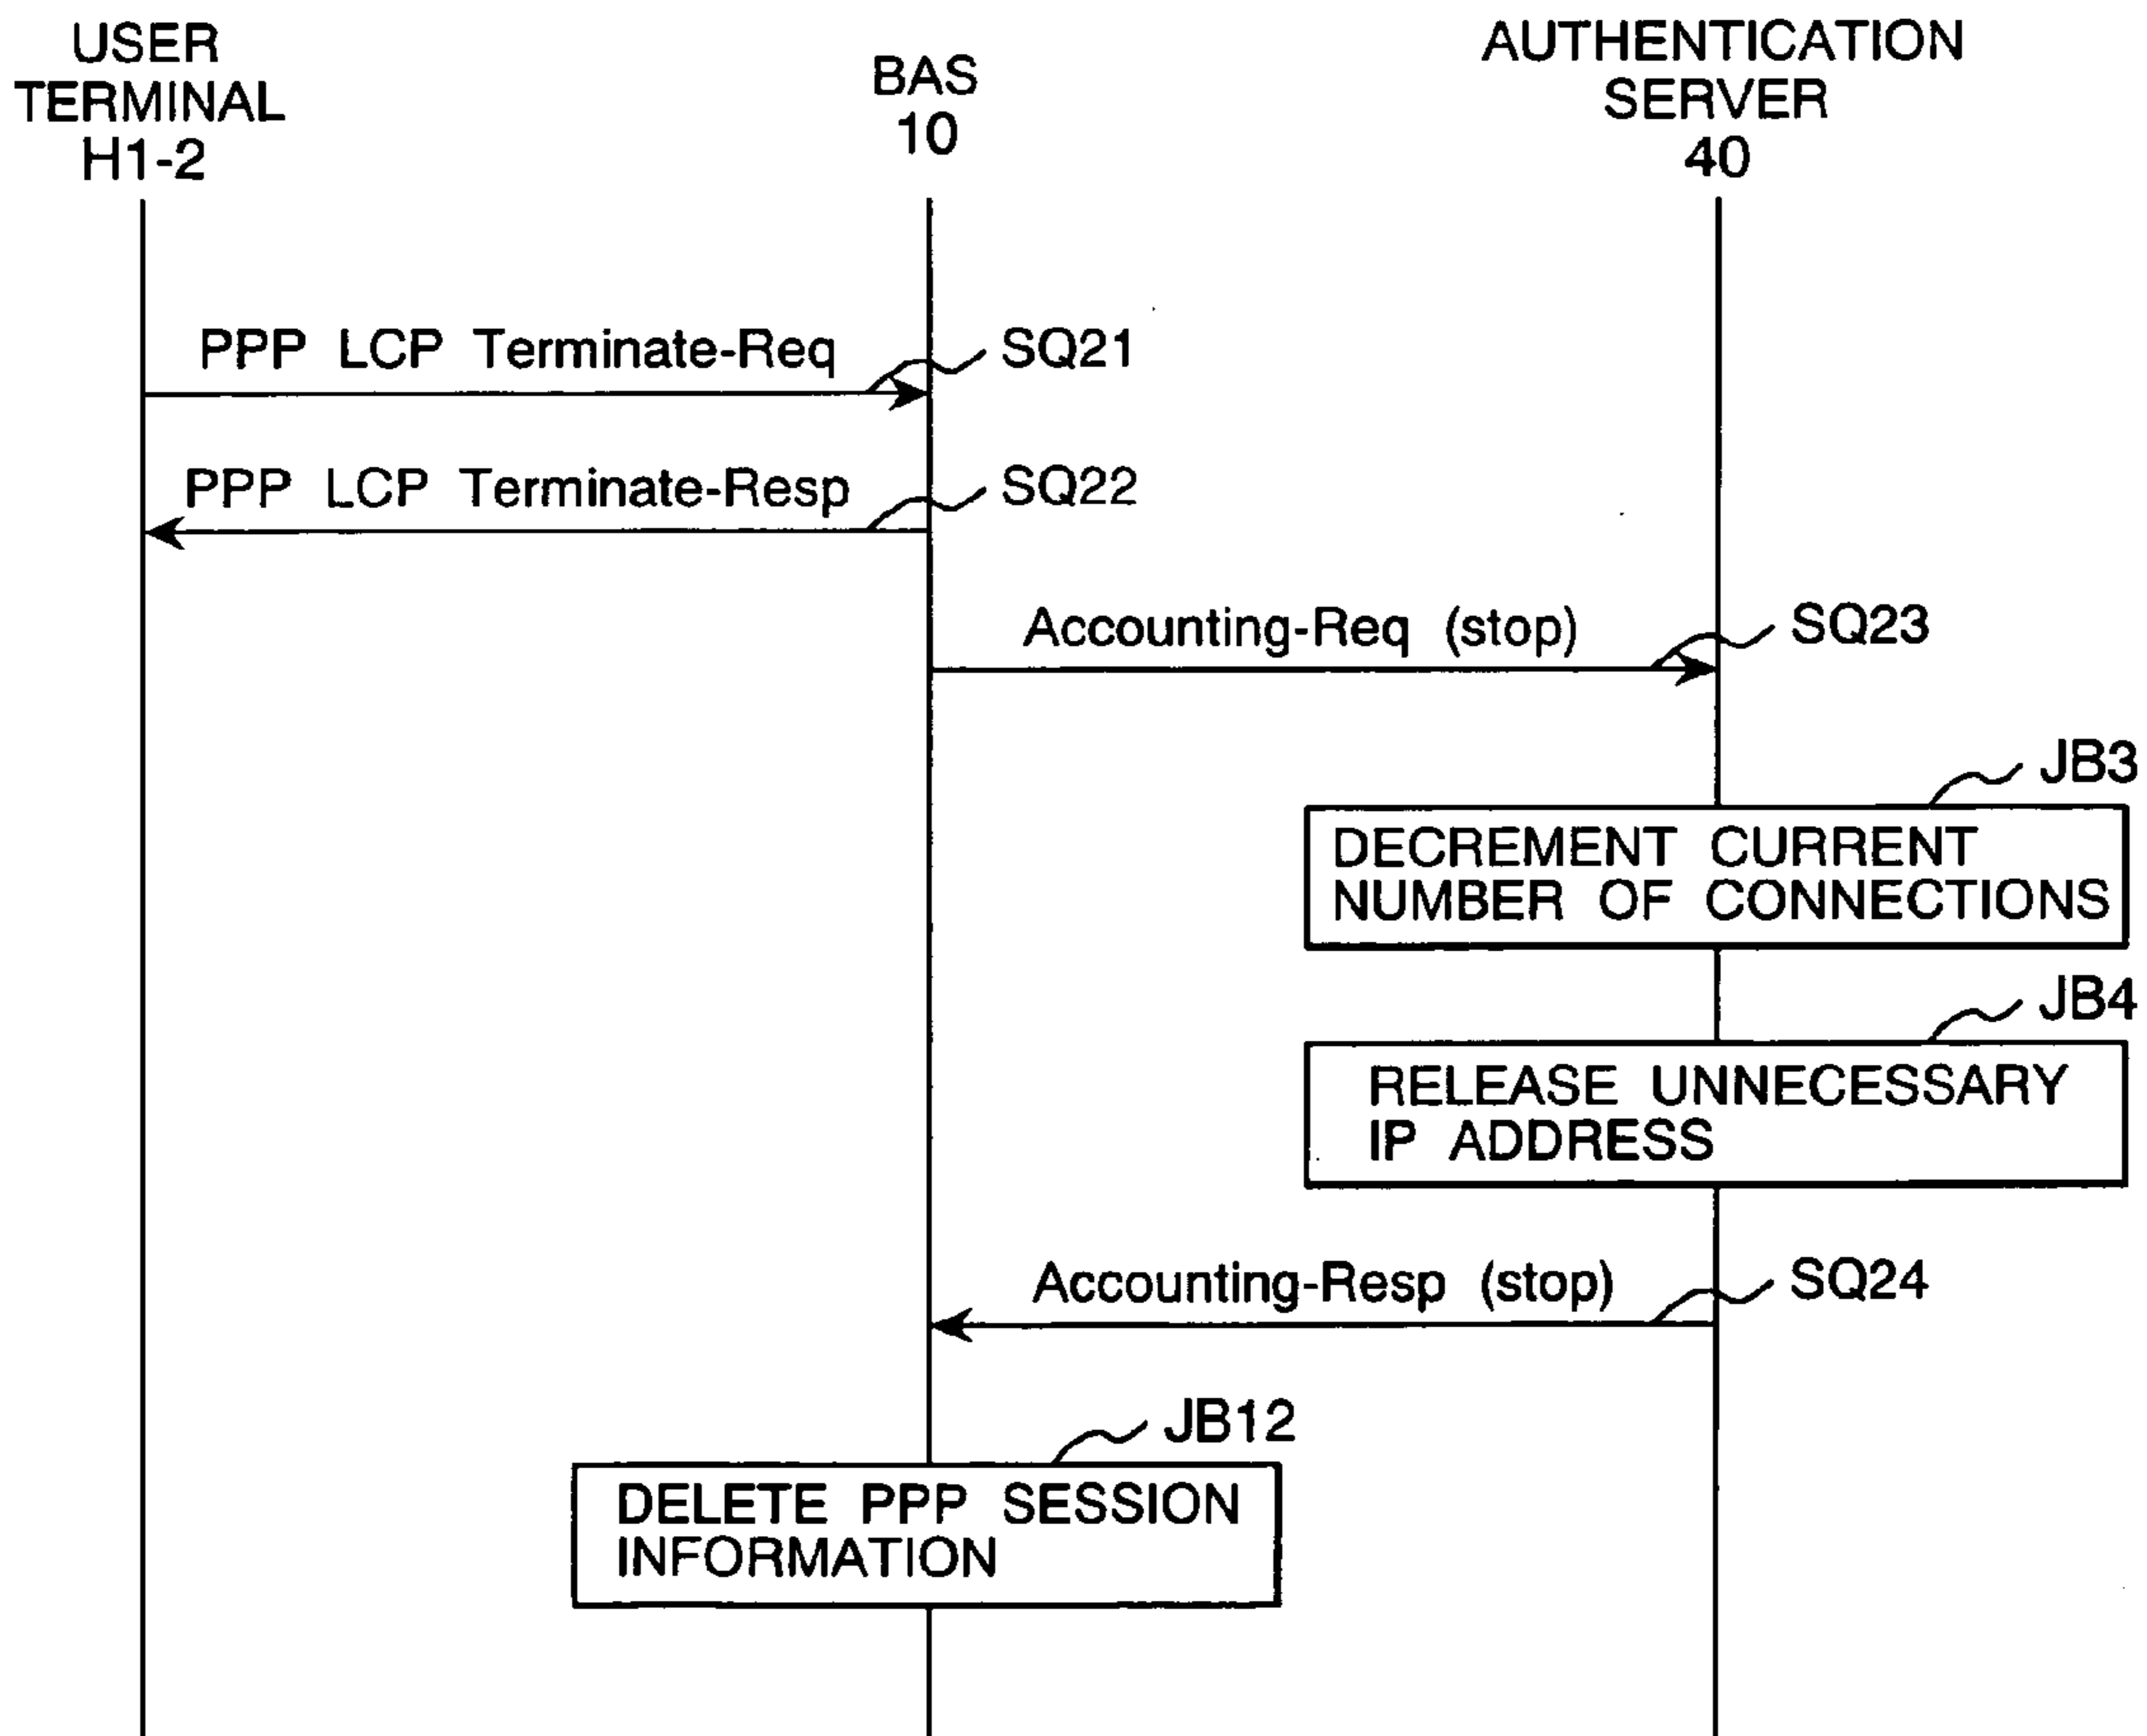 USER
TERMINAL
H1-2
BAS
10
AUTHENTICATION
SERVER
40
PPP LCP Terminate-Req
SQ21
PPP LCP Terminate-Resp
SQ22
Accounting-Req (stop)
SQ23
JB3
DECREMENT CURRENT
NUMBER OF CONNECTIONS
JB4
RELEASE UNNECESSARY
IP ADDRESS
Accounting-Resp (stop)
SQ24
JB12
DELETE PPP SESSION
INFORMATION